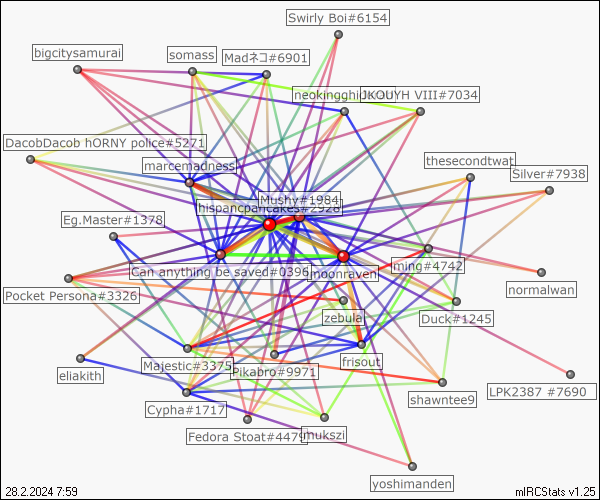 Swirly Boi#6154
bigcitysamurai
somass
Madネコ#6901
neokingghi
JKOUYH VIII#7034
DacobDacob hORNY police#5271
marcemadness
thesecondtwat
Silver#7938
Mushy#1984
hispancpancakes#2928
Eg.Master#1378
Can anything be saved#0396
moonraven
ming#4742
normalwan
Pocket Persona#3326
zebulai
Duck#1245
Majestic#3375
Pikabro#9971
frisout
eliakith
LPK2387 #7690
shawntee9
Cypha#1717
Fedora Stoat#4479
mukszi
yoshimanden
28.2.2024 7:59
mIRCStats v1.25